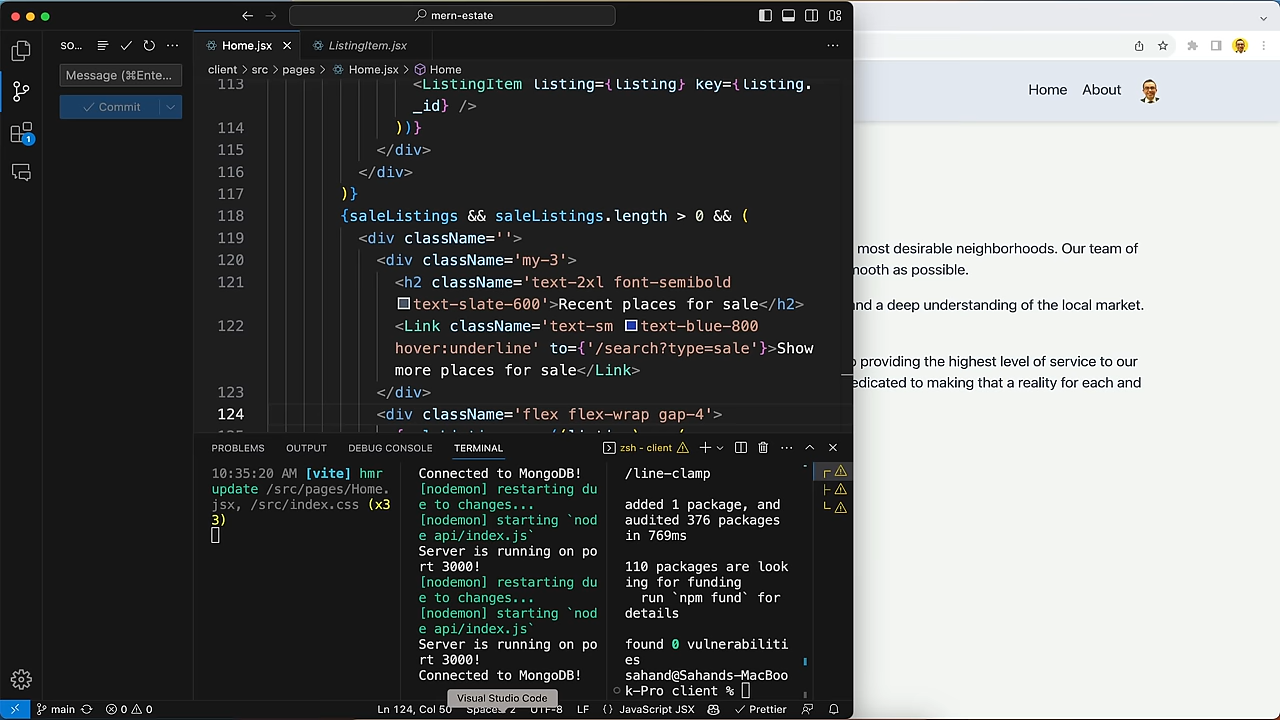 mern-estate
SO...
Message (⌘Ente...
Commit
1
Home.jsx
ListingItem.jsx
client > src > pages > Home.jsx > Home
113 <ListingItem listing={listing} key={listing.
_id} />
114 ))}
115 </div>
116 </div>
117 )}
118 {saleListings && saleListings.length > 0 && (
119 <div className=''>
120 <div className='my-3'>
121 <h2 className='text-2xl font-semibold
text-slate-600'>Recent places for sale</h2>
122 <Link className='text-sm text-blue-800
hover:underline' to={'/search?type=sale'}>Show
more places for sale</Link>
123 </div>
124 <div className='flex flex-wrap gap-4'>
PROBLEMS OUTPUT DEBUG CONSOLE TERMINAL
zsh - client
10:35:20 AM [vite] hmr
update /src/pages/Home.
jsx, /src/index.css (x3
3)
Connected to MongoDB!
[nodemon] restarting du
e to changes...
[nodemon] starting `nod
e api/index.js`
Server is running on po
rt 3000!
[nodemon] restarting du
e to changes...
[nodemon] starting `nod
e api/index.js`
Server is running on po
rt 3000!
Connected to MongoDB!
/line-clamp
added 1 package, and
audited 376 packages
in 769ms
110 packages are look
ing for funding
run `npm fund` for
details
found 0 vulnerabiliti
es
sahand@Sahands-MacBoo
k-Pro client %
Visual Studio Code
main
0 0
Ln 124, Col 50
Spaces: 2
UTF-8
LF
{} JavaScript JSX
Prettier
Home
About
most desirable neighborhoods. Our team of
mooth as possible.
and a deep understanding of the local market.
providing the highest level of service to our
edicated to making that a reality for each and